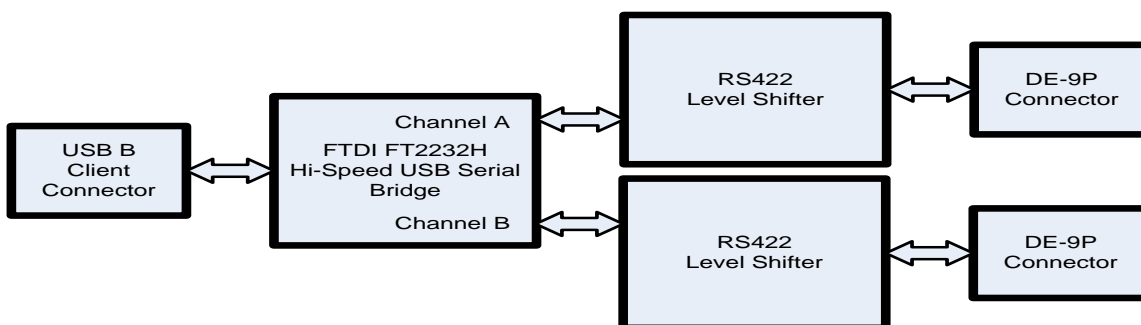 USB B
Client
Connector
Channel A
FTDI FT2232H
Hi-Speed USB Serial
Bridge
Channel B
RS422
Level Shifter
DE-9P
Connector
RS422
Level Shifter
DE-9P
Connector